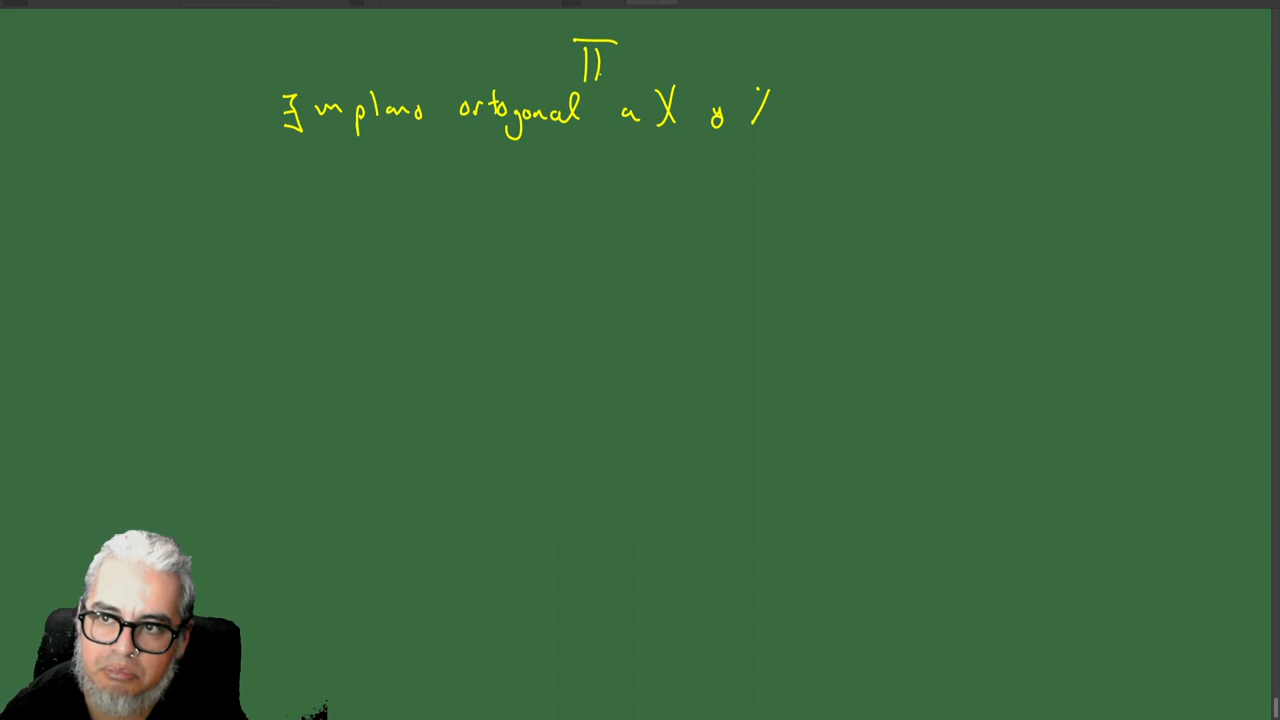 Π
∃ un plano ortogonal a X y